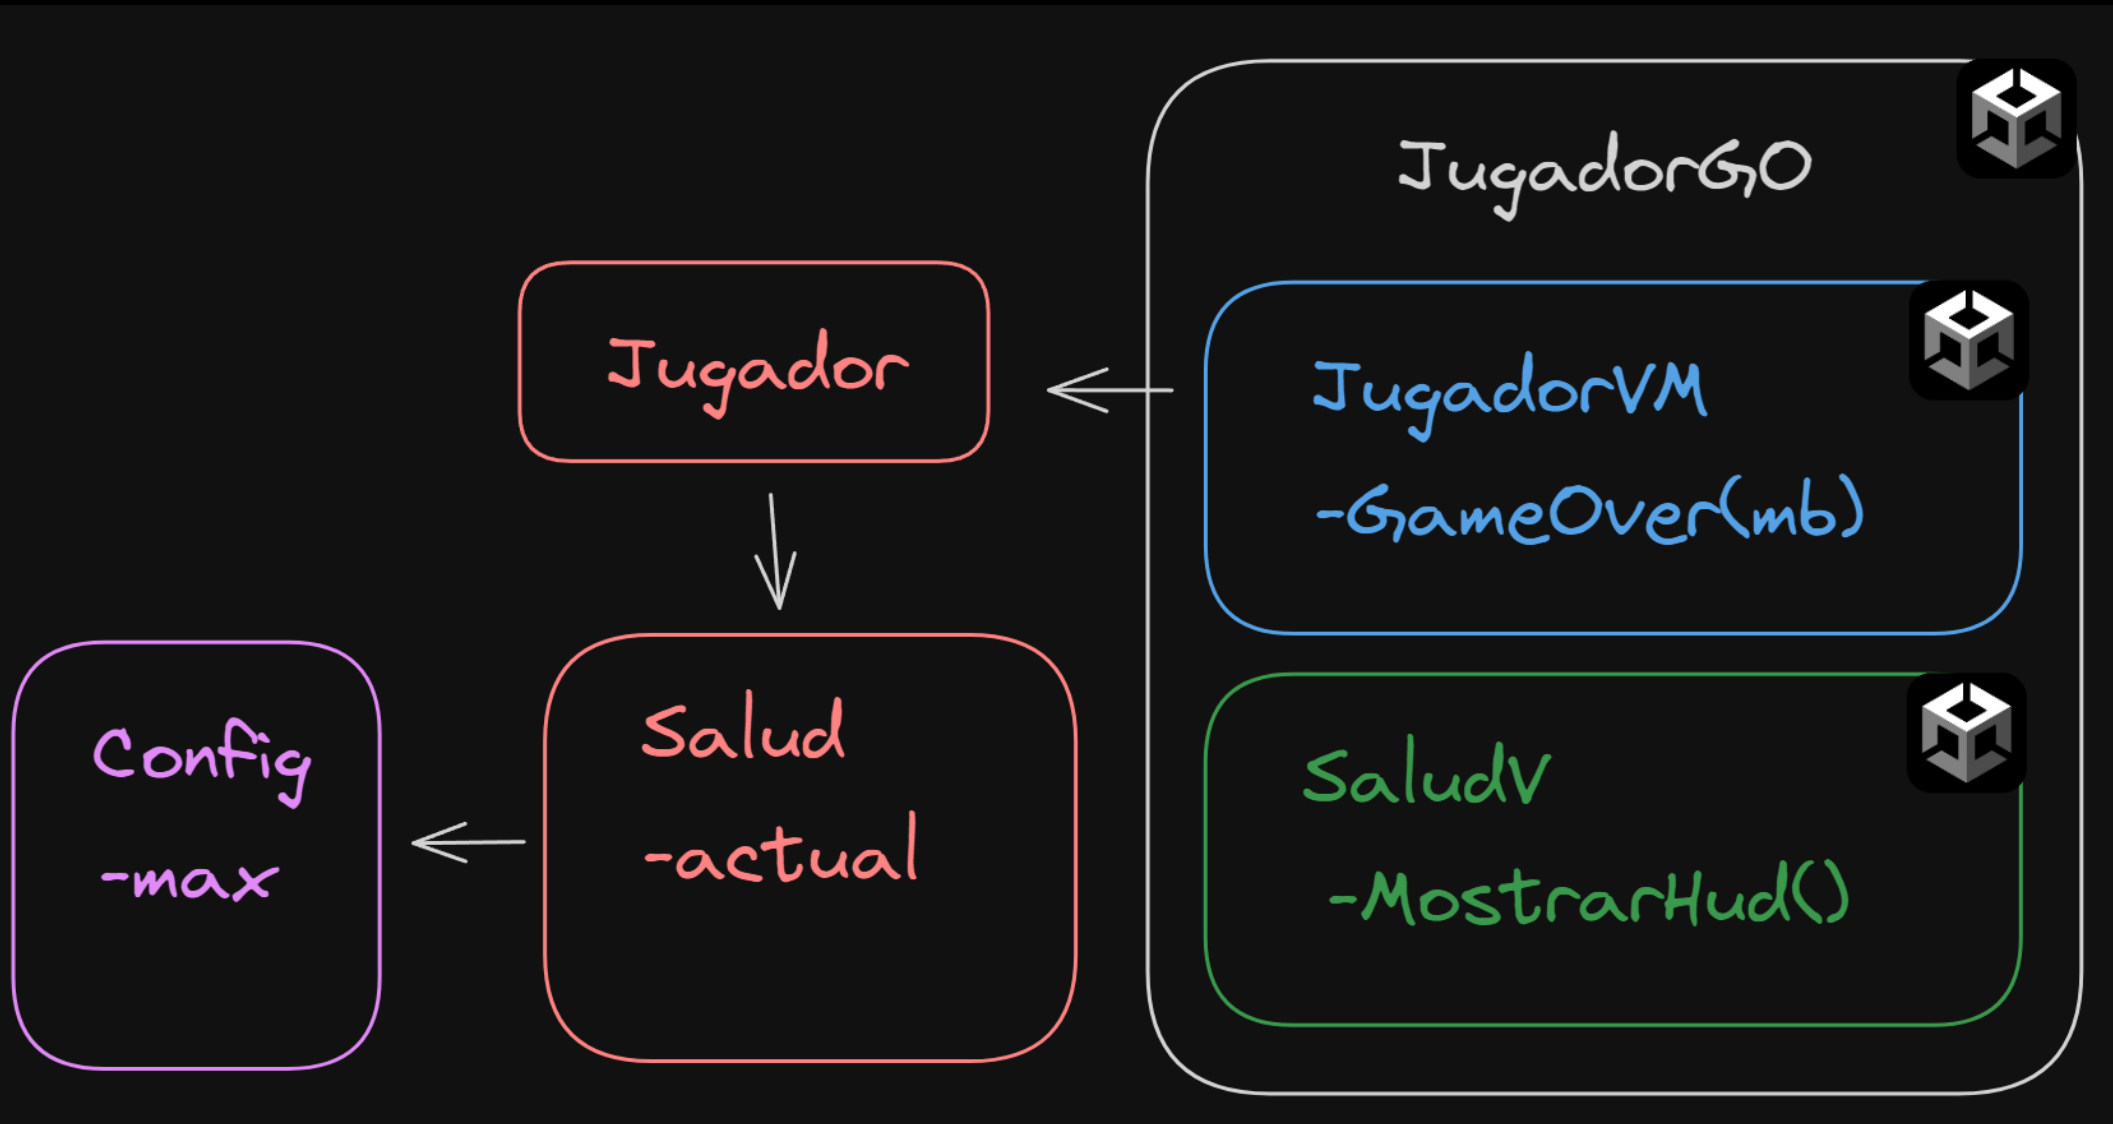 JugadorGO
Jugador
JugadorVM
-GameOver(mb)
Config
-max
Salud
-actual
SaludV
-MostrarHud()